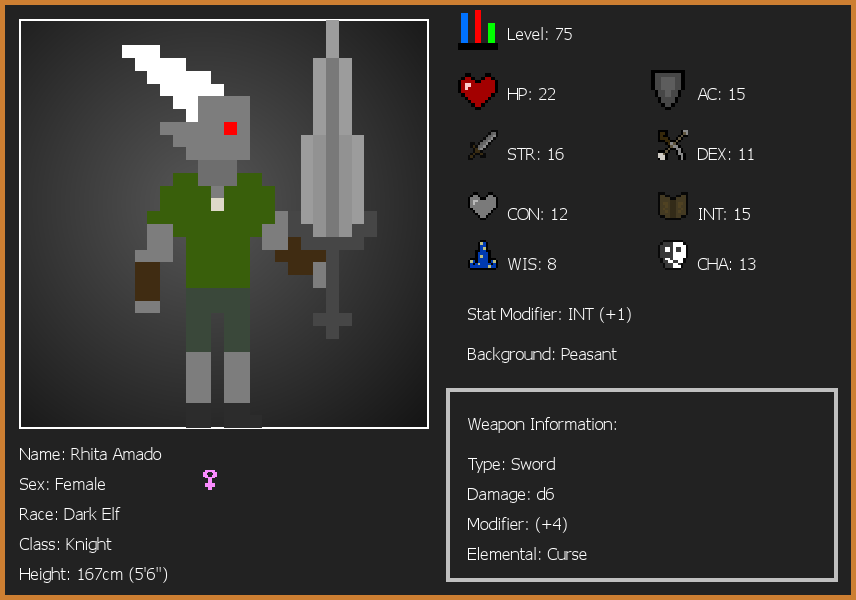 Level: 75
HP: 22
AC: 15
STR: 16
DEX: 11
CON: 12
INT: 15
WIS: 8
CHA: 13
Stat Modifier: INT (+1)
Background: Peasant
Weapon Information:
Type: Sword
Damage: d6
Modifier: (+4)
Elemental: Curse
Name: Rhita Amado
Sex: Female
Race: Dark Elf
Class: Knight
Height: 167cm (5'6")